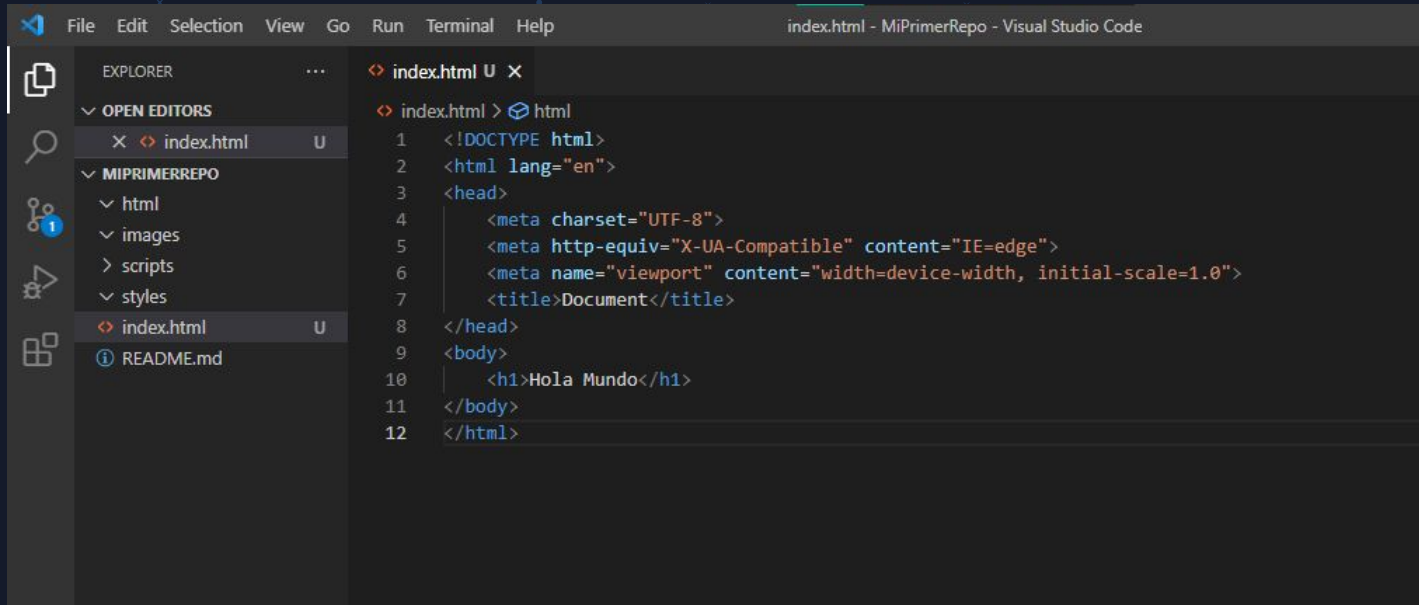 File Edit Selection View Go Run Terminal Help
index.html - MiPrimerRepo - Visual Studio Code
EXPLORER ...
OPEN EDITORS
index.html U
MIPRIMERREPO
html
images
scripts
styles
index.html U
README.md
1
index.html U
index.html > html
1 <!DOCTYPE html>
2 <html lang="en">
3 <head>
4 <meta charset="UTF-8">
5 <meta http-equiv="X-UA-Compatible" content="IE=edge">
6 <meta name="viewport" content="width=device-width, initial-scale=1.0">
7 <title>Document</title>
8 </head>
9 <body>
10 <h1>Hola Mundo</h1>
11 </body>
12 </html>